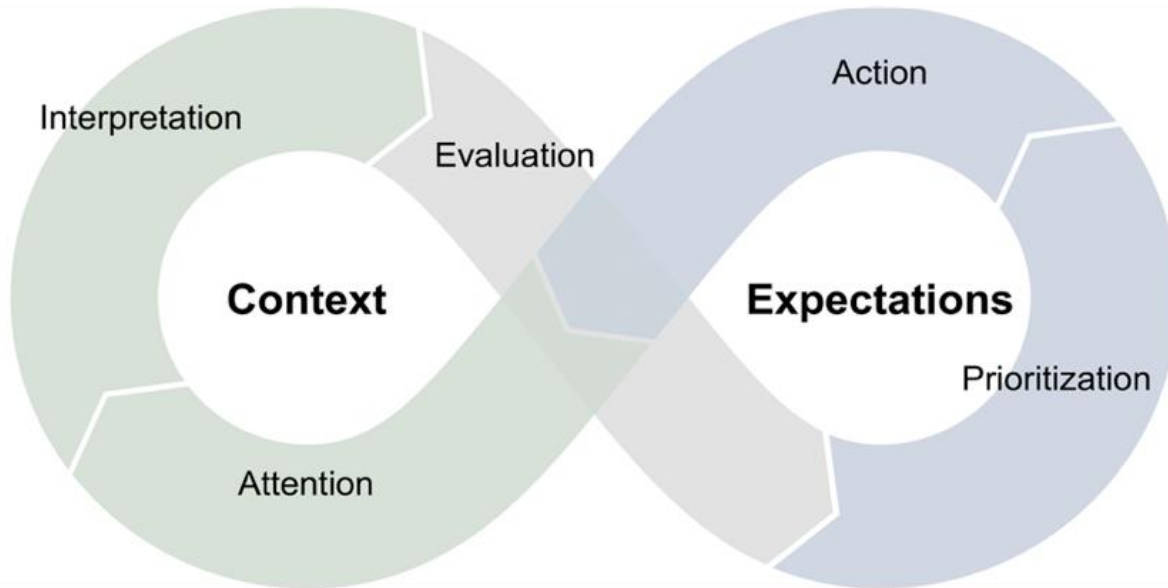 Action
Interpretation
Evaluation
Context
Expectations
Prioritization
Attention